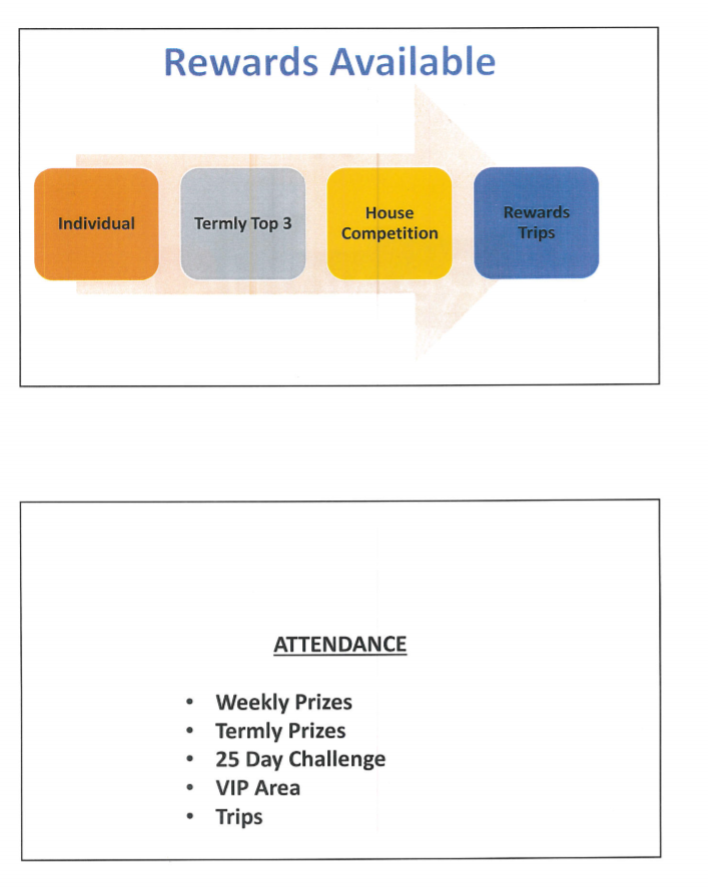 Rewards Available
Individual
Termly Top 3
House
Competition
Rewards
Trips
ATTENDANCE
• Weekly Prizes
• Termly Prizes
• 25 Day Challenge
• VIP Area
• Trips